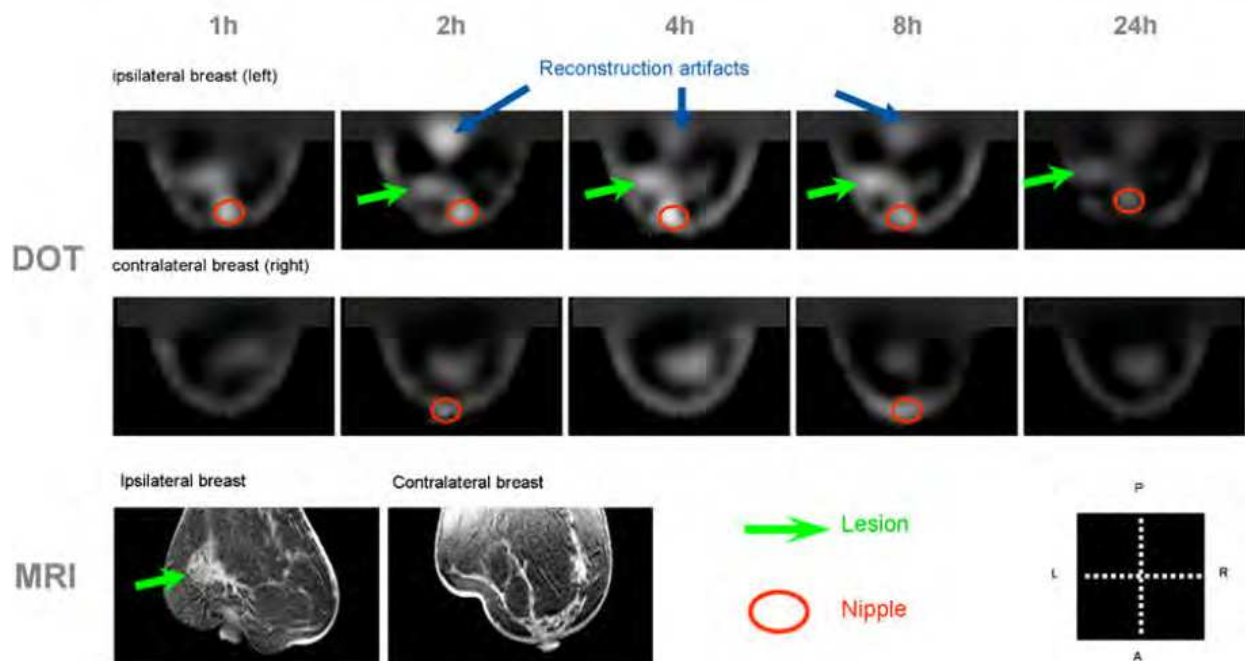 1h 2h 4h 8h 24h
ipsilateral breast (left)
Reconstruction artifacts
DOT
contralateral breast (right)
Ipsilateral breast
Contralateral breast
P
Lesion
L R
MRI
Nipple
A